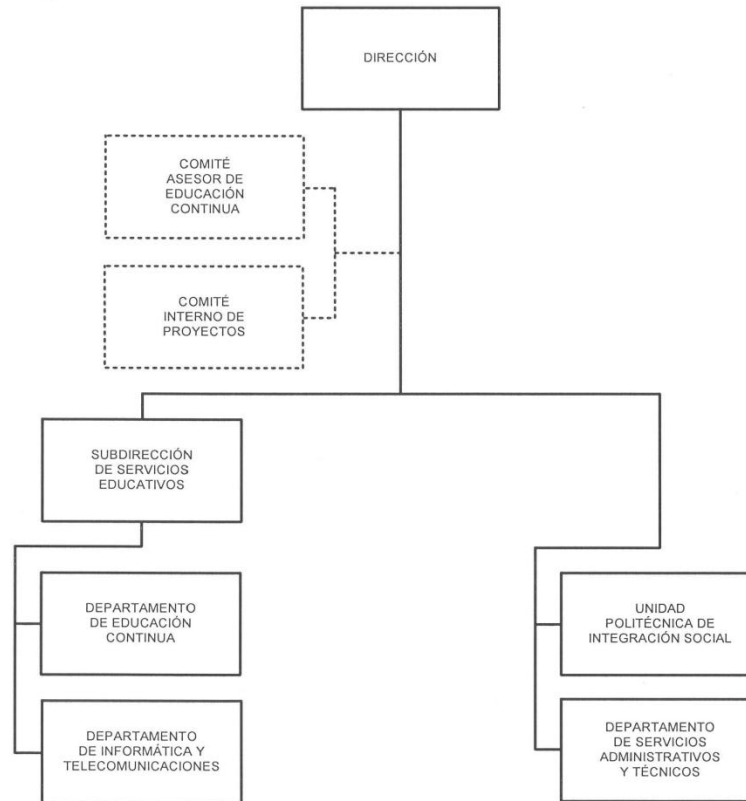 DIRECCIÓN
COMITÉ
ASESOR DE
EDUCACIÓN
CONTINUA
COMITÉ
INTERNO DE
PROYECTOS
SUBDIRECCIÓN
DE SERVICIOS
EDUCATIVOS
DEPARTAMENTO
DE EDUCACIÓN
CONTINUA
DEPARTAMENTO
DE INFORMÁTICA Y
TELECOMUNICACIONES
UNIDAD
POLITÉCNICA DE
INTEGRACIÓN SOCIAL
DEPARTAMENTO
DE SERVICIOS
ADMINISTRATIVOS
Y TÉCNICOS